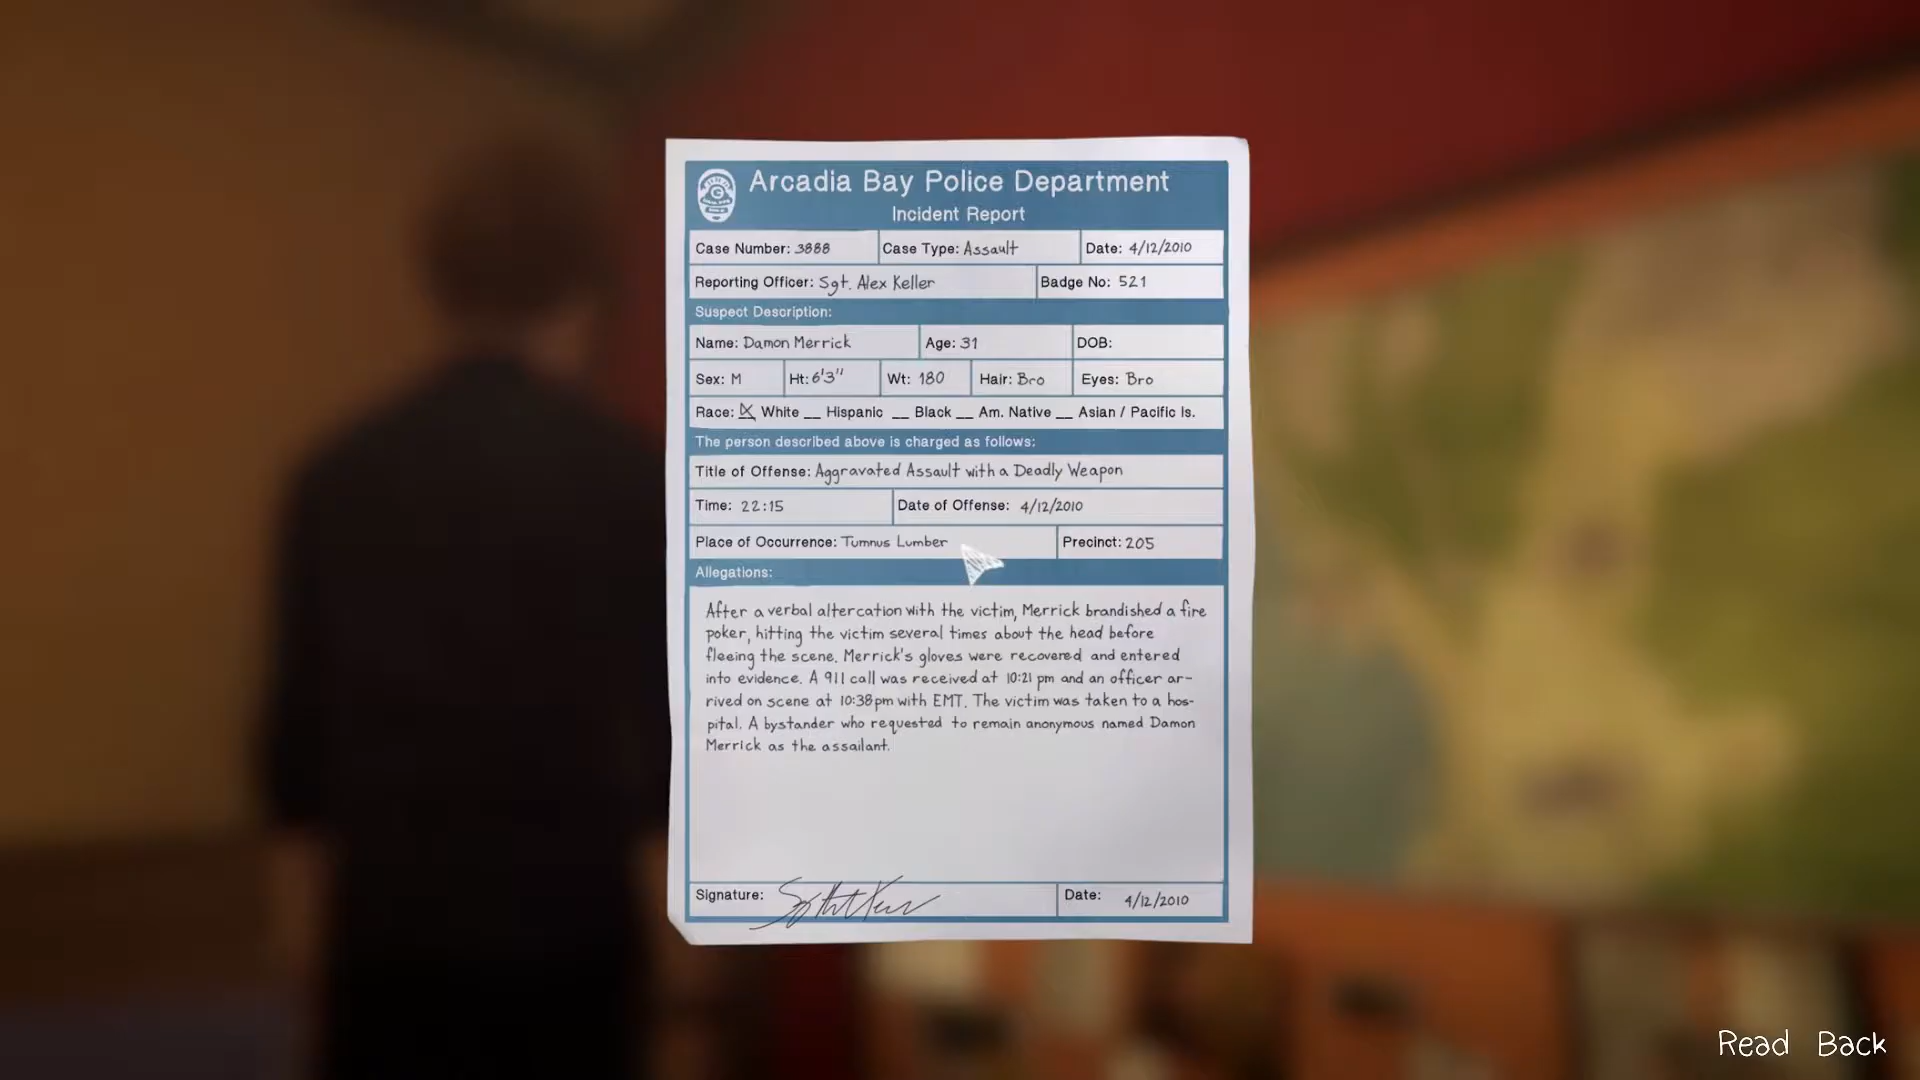 Arcadia Bay Police Department
Incident Report
Case Number: 3888 Case Type: Assault Date: 4/12/2010
Reporting Officer: Sgt. Alex Keller Badge No: 521
Suspect Description:
Name: Damon Merrick Age: 31 DOB:
Sex: M Ht: 6'3" Wt: 180 Hair: Bro Eyes: Bro
Race: X White __ Hispanic __ Black __ Am. Native __ Asian / Pacific Is.
The person described above is charged as follows:
Title of Offense: Aggravated Assault with a Deadly Weapon
Time: 22:15 Date of Offense: 4/12/2010
Place of Occurrence: Tumnus Lumber Precinct: 205
Allegations:
After a verbal altercation with the victim, Merrick brandished a fire
poker, hitting the victim several times about the head before
fleeing the scene. Merrick's gloves were recovered and entered
into evidence. A 911 call was received at 10:21 pm and an officer ar-
rived on scene at 10:38pm with EMT. The victim was taken to a hos-
pital. A bystander who requested to remain anonymous named Damon
Merrick as the assailant.
Signature: Date: 4/12/2010
Read Back